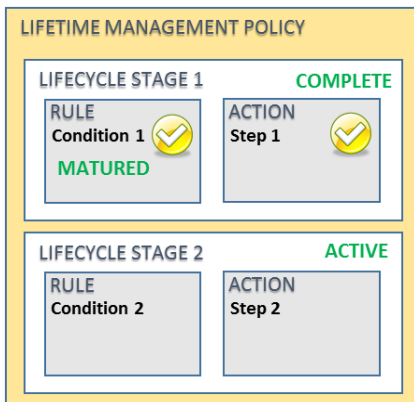 LIFETIME MANAGEMENT POLICY
LIFECYCLE STAGE 1
COMPLETE
RULE
Condition 1
MATURED
ACTION
Step 1
LIFECYCLE STAGE 2
ACTIVE
RULE
Condition 2
ACTION
Step 2